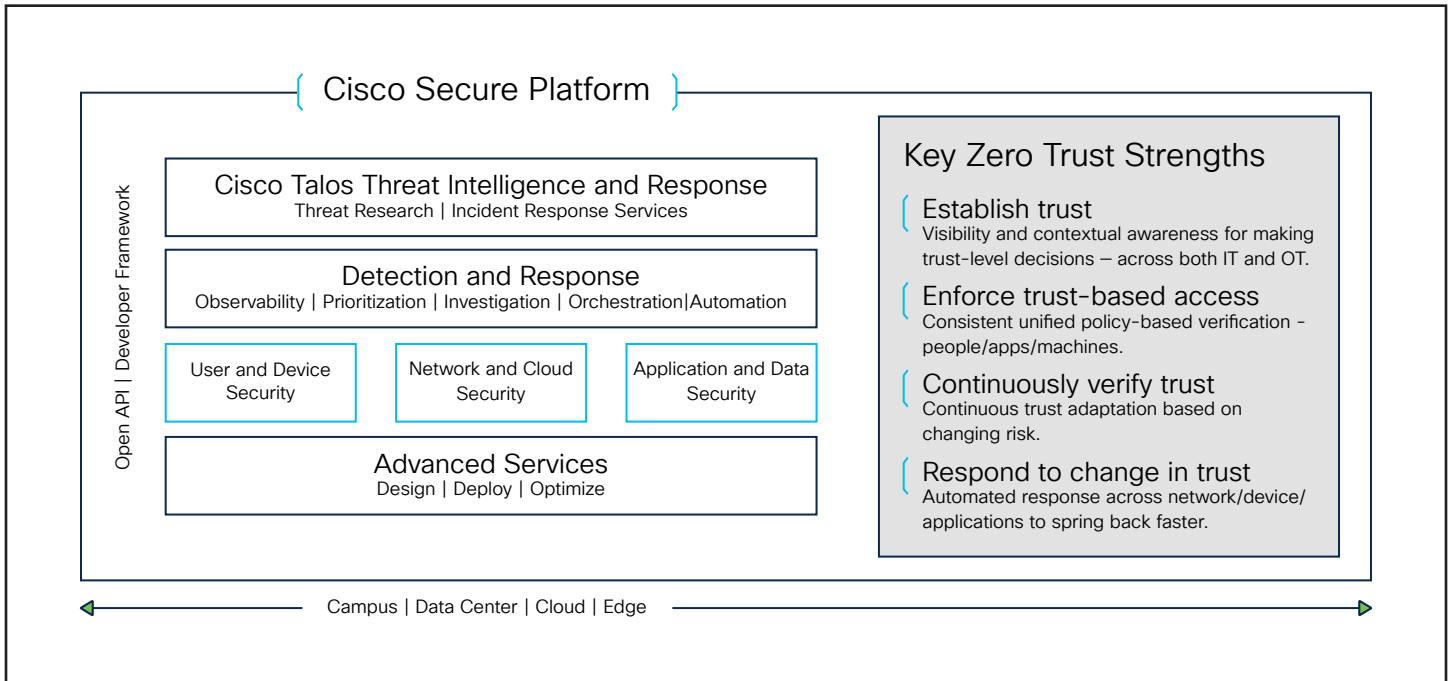 Cisco Secure Platform
Open API | Developer Framework
Cisco Talos Threat Intelligence and Response
Threat Research | Incident Response Services
Detection and Response
Observability | Prioritization | Investigation | Orchestration|Automation
User and Device
Security
Network and Cloud
Security
Application and Data
Security
Advanced Services
Design | Deploy | Optimize
Key Zero Trust Strengths
Establish trust
Visibility and contextual awareness for making
trust-level decisions – across both IT and OT.
Enforce trust-based access
Consistent unified policy-based verification -
people/apps/machines.
Continuously verify trust
Continuous trust adaptation based on
changing risk.
Respond to change in trust
Automated response across network/device/
applications to spring back faster.
Campus | Data Center | Cloud | Edge